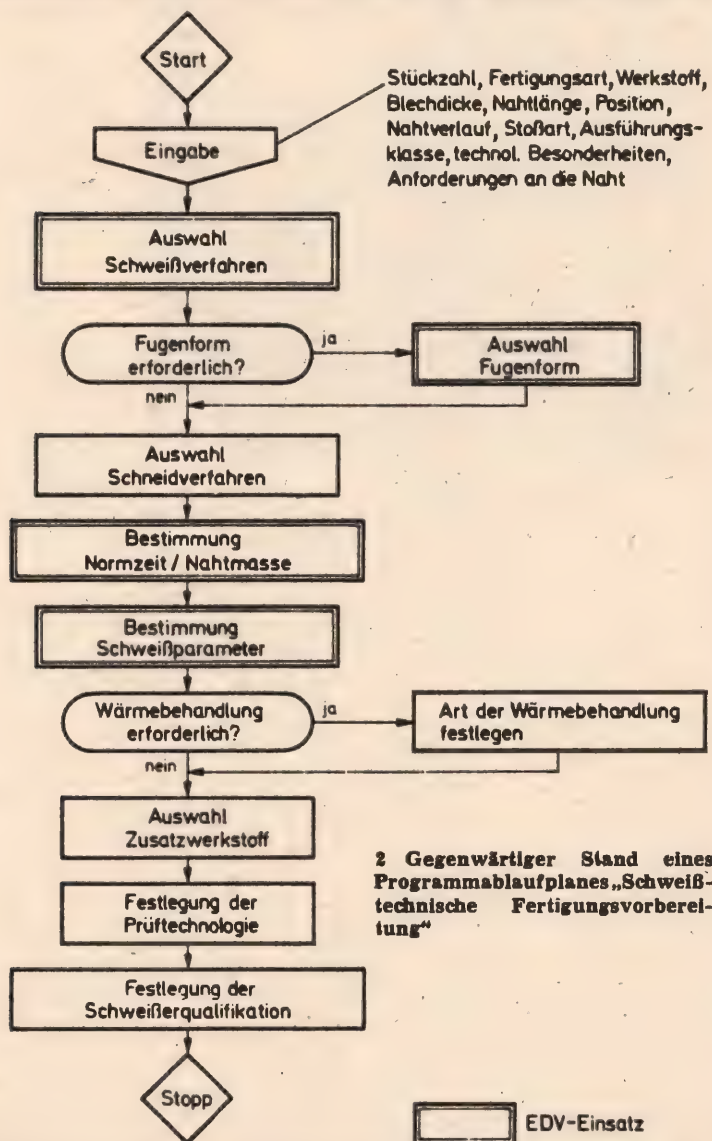 Start
Stückzahl, Fertigungsart, Werkstoff,
Blechdicke, Nahtlänge, Position,
Nahtverlauf, Stoßart, Ausführungs-
klasse, technol. Besonderheiten,
Anforderungen an die Naht
Eingabe
Auswahl
Schweißverfahren
Fugenform
erforderlich?
ja
Auswahl
Fugenform
nein
Auswahl
Schneidverfahren
Bestimmung
Normzeit / Nahtmasse
Bestimmung
Schweißparameter
Wärmebehandlung
erforderlich?
ja
Art der Wärmebehandlung
festlegen
nein
Auswahl
Zusatzwerkstoff
2 Gegenwärtiger Stand eines
Programmablaufplanes „Schweiß-
technische Fertigungsvorberei-
tung“
Festlegung der
Prüftechnologie
Festlegung der
Schweißerqualifikation
Stopp
EDV-Einsatz